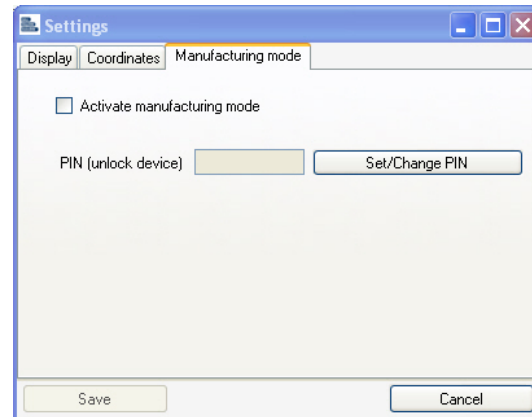 Settings
Display Coordinates Manufacturing mode
Activate manufacturing mode
PIN (unlock device) Set/Change PIN
Save Cancel